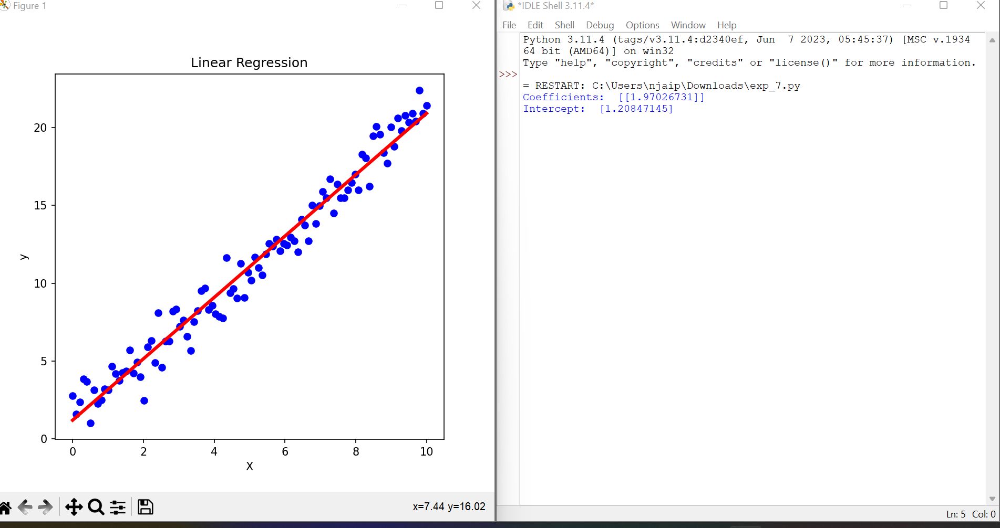 Figure 1
Linear Regression
20
15
10
5
0
y
0 2 4 6 8 10
X
x=7.44 y=16.02
*IDLE Shell 3.11.4*
File Edit Shell Debug Options Window Help
Python 3.11.4 (tags/v3.11.4:d2340ef, Jun  7 2023, 05:45:37) [MSC v.1934
64 bit (AMD64)] on win32
Type "help", "copyright", "credits" or "license()" for more information.
>>>
= RESTART: C:\Users\njaip\Downloads\exp_7.py
Coefficients:  [[1.97026731]]
Intercept:  [1.20847145]
Ln: 5 Col: 0